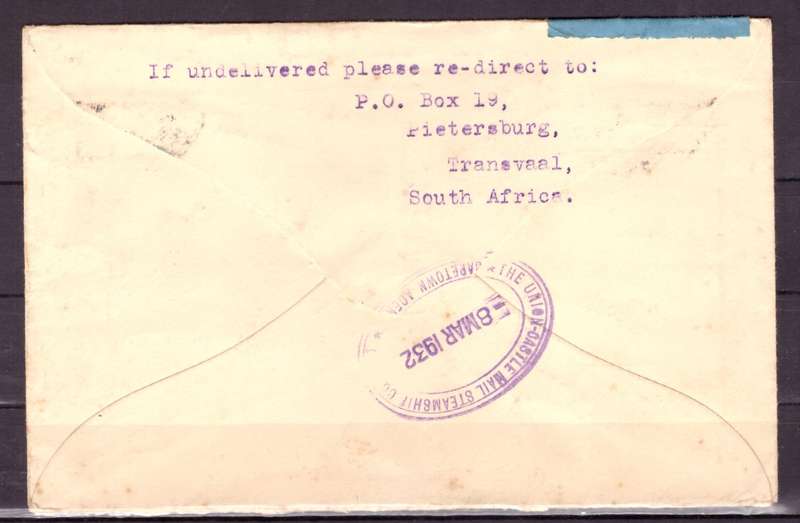 If undelivered please re-direct to:
P.O. Box 19,
Pietersburg,
Transvaal,
South Africa.
THE UNION-CASTLE MAIL STEAMSHIP CO
8 MAR 1932
CAPETOWN